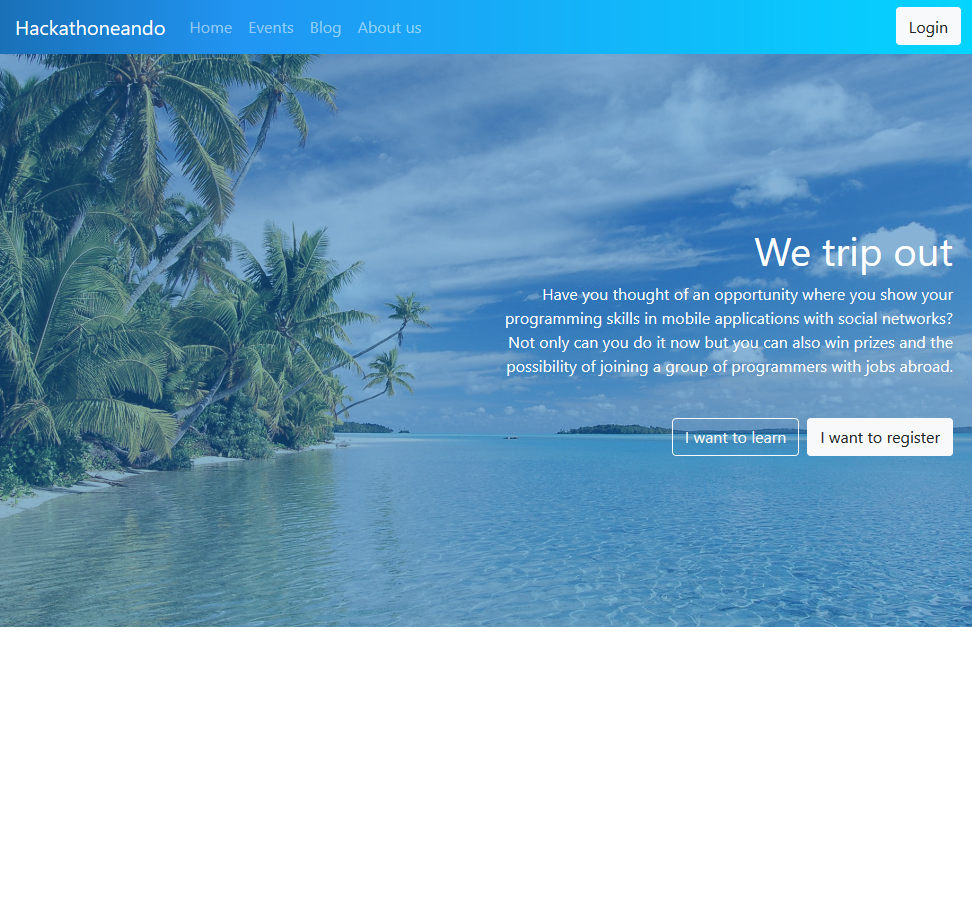 Hackathoneando Home Events Blog About us Login
We trip out
Have you thought of an opportunity where you show your
programming skills in mobile applications with social networks?
Not only can you do it now but you can also win prizes and the
possibility of joining a group of programmers with jobs abroad.
I want to learn I want to register